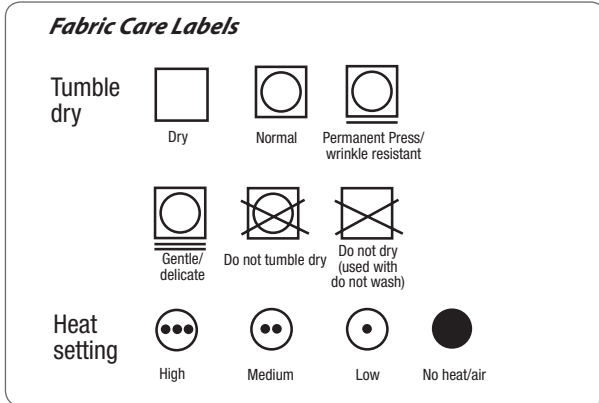 Fabric Care Labels
Tumble
dry
Dry
Normal
Permanent Press/
wrinkle resistant
Gentle/
delicate
Do not tumble dry
Do not dry
(used with
do not wash)
Heat
setting
High
Medium
Low
No heat/air